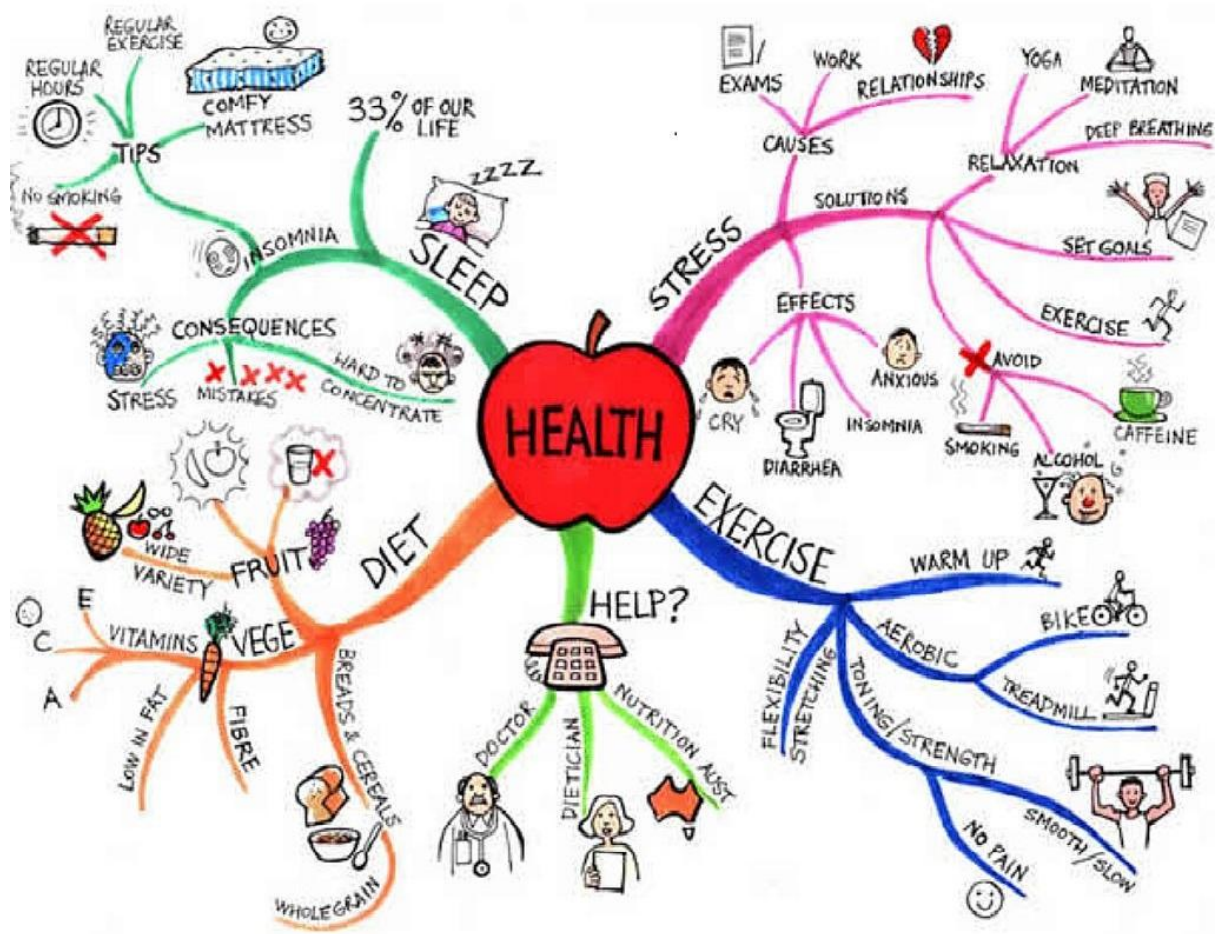 HEALTH
SLEEP
33% OF OUR
LIFE
zzzz
INSOMNIA
TIPS
REGULAR
HOURS
REGULAR
EXERCISE
COMFY
MATTRESS
NO SMOKING
CONSEQUENCES
STRESS
MISTAKES
HARD TO
CONCENTRATE
STRESS
CAUSES
EXAMS
WORK
RELATIONSHIPS
SOLUTIONS
RELAXATION
YOGA
MEDITATION
DEEP BREATHING
SET GOALS
EXERCISE
AVOID
SMOKING
ALCOHOL
CAFFEINE
EFFECTS
CRY
DIARRHEA
INSOMNIA
ANXIOUS
EXERCISE
WARM UP
AEROBIC
BIKE
TREADMILL
TONING/STRENGTH
SMOOTH/SLOW
NO PAIN
FLEXIBILITY
STRETCHING
HELP?
DOCTOR
DIETICIAN
NUTRITION AUST
DIET
FRUIT
WIDE
VARIETY
VEGE
VITAMINS
E
C
A
LOW IN FAT
FIBRE
BREADS & CEREALS
WHOLEGRAIN